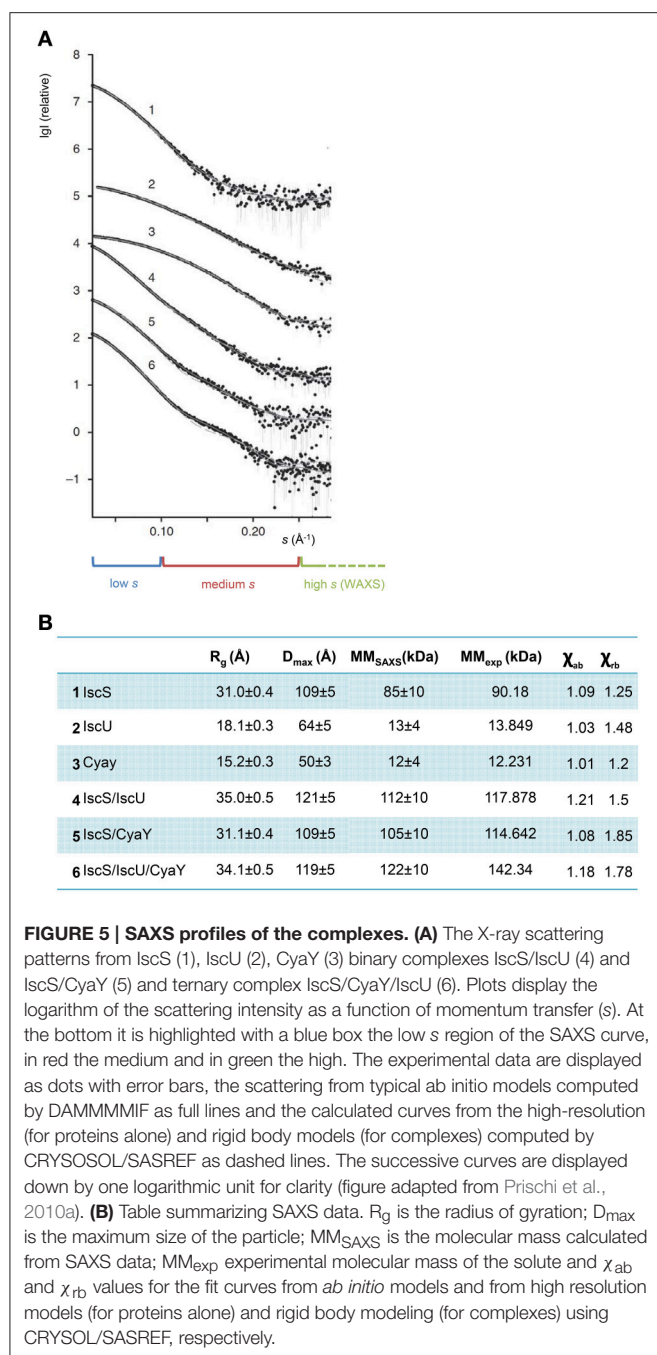 A
8
7
6
5
4
3
2
1
0
−1
lgI (relative)
1
2
3
4
5
6
0.10 0.20 s (Å-1)
low s medium s high s (WAXS)
B
Rg (Å) Dmax (Å) MMSAXS(kDa) MMexp (kDa) χab χrb
1 IscS 31.0±0.4 109±5 85±10 90.18 1.09 1.25
2 IscU 18.1±0.3 64±5 13±4 13.849 1.03 1.48
3 Cyay 15.2±0.3 50±3 12±4 12.231 1.01 1.2
4 IscS/IscU 35.0±0.5 121±5 112±10 117.878 1.21 1.5
5 IscS/CyaY 31.1±0.4 109±5 105±10 114.642 1.08 1.85
6 IscS/IscU/CyaY 34.1±0.5 119±5 122±10 142.34 1.18 1.78
FIGURE 5 | SAXS profiles of the complexes. (A) The X-ray scattering
patterns from IscS (1), IscU (2), CyaY (3) binary complexes IscS/IscU (4) and
IscS/CyaY (5) and ternary complex IscS/CyaY/IscU (6). Plots display the
logarithm of the scattering intensity as a function of momentum transfer (s). At
the bottom it is highlighted with a blue box the low s region of the SAXS curve,
in red the medium and in green the high. The experimental data are displayed
as dots with error bars, the scattering from typical ab initio models computed
by DAMMMMIF as full lines and the calculated curves from the high-resolution
(for proteins alone) and rigid body models (for complexes) computed by
CRYSOSOL/SASREF as dashed lines. The successive curves are displayed
down by one logarithmic unit for clarity (figure adapted from Prischi et al.,
2010a). (B) Table summarizing SAXS data. Rg is the radius of gyration; Dmax
is the maximum size of the particle; MMSAXS is the molecular mass calculated
from SAXS data; MMexp experimental molecular mass of the solute and χab
and χrb values for the fit curves from ab initio models and from high resolution
models (for proteins alone) and rigid body modeling (for complexes) using
CRYSOL/SASREF, respectively.